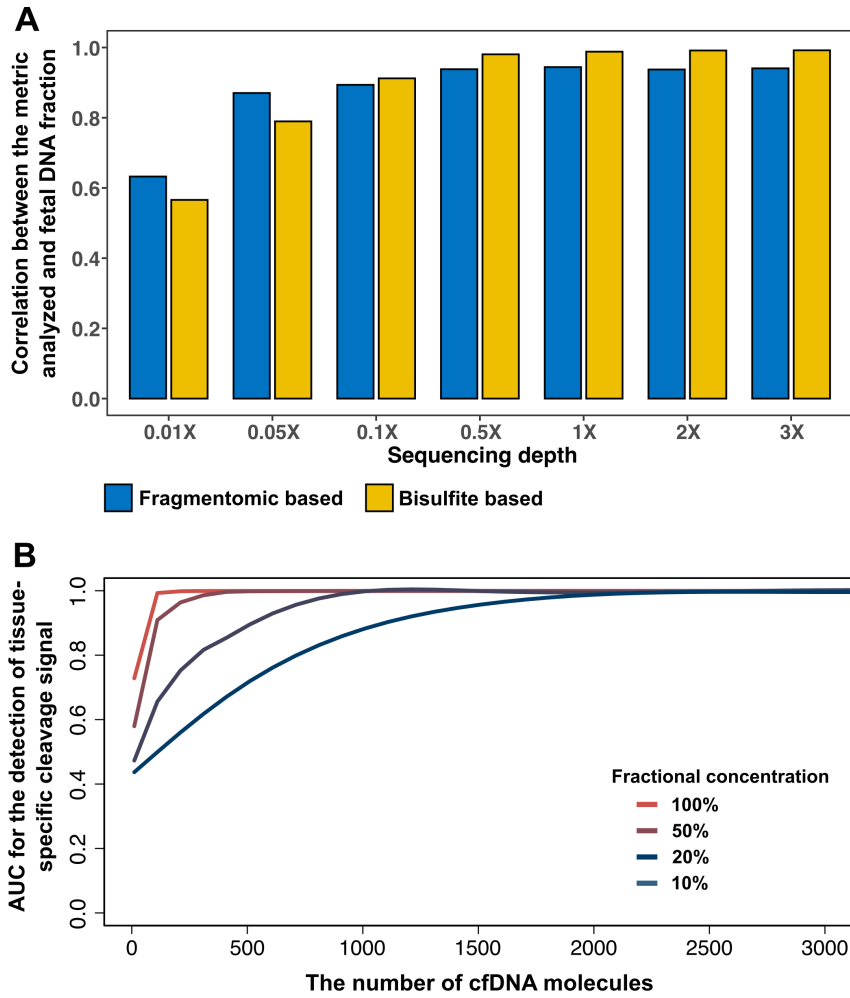 A
Correlation between the metric
analyzed and fetal DNA fraction
1.0
0.8
0.6
0.4
0.2
0.0
0.01X 0.05X 0.1X 0.5X 1X 2X 3X
Sequencing depth
Fragmentomic based Bisulfite based
B
AUC for the detection of tissue-
specific cleavage signal
1.0
0.8
0.6
0.4
0.2
0.0
Fractional concentration
100%
50%
20%
10%
0 500 1000 1500 2000 2500 3000
The number of cfDNA molecules